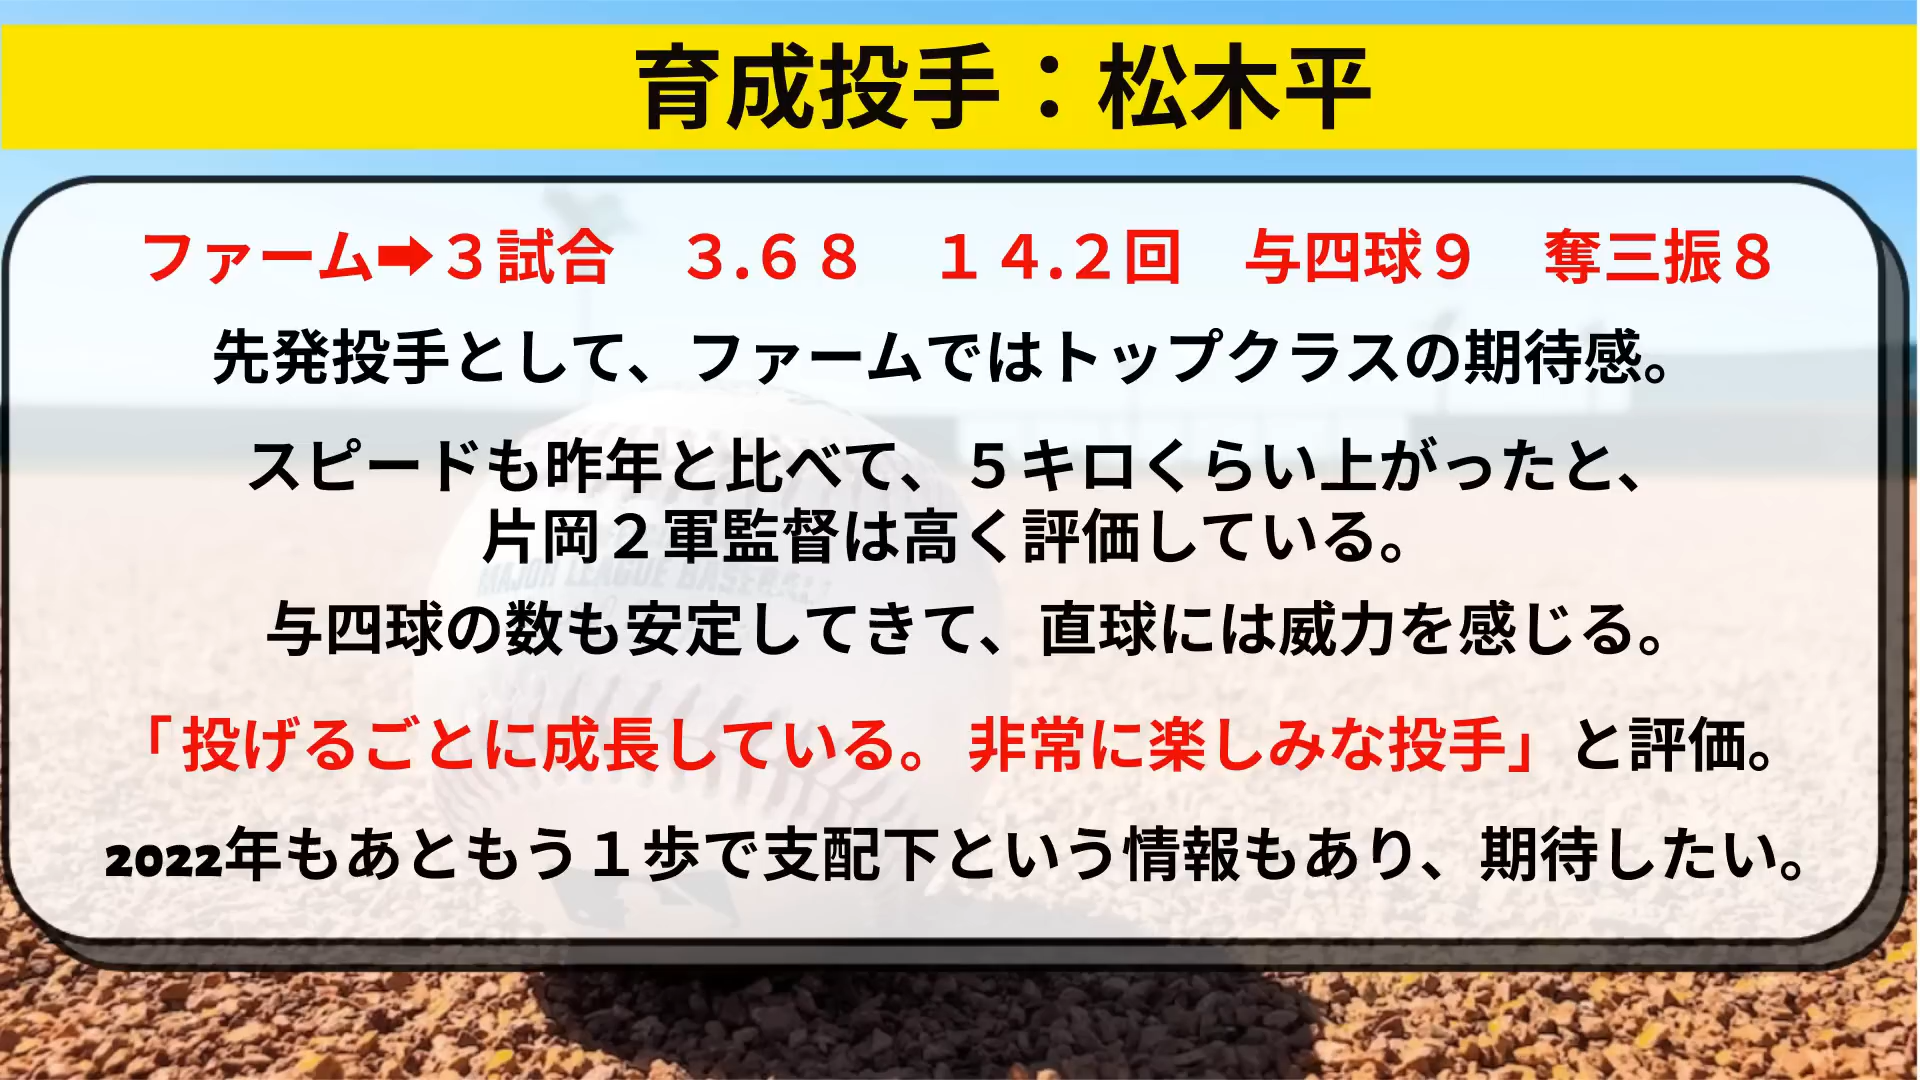 育成投手：松木平
ファーム➡３試合　３.６８　１４.２回　与四球９　奪三振８
先発投手として、ファームではトップクラスの期待感。
スピードも昨年と比べて、５キロくらい上がったと、
片岡２軍監督は高く評価している。
MAJOR LEAGUE BASEBALL
与四球の数も安定してきて、直球には威力を感じる。
「投げるごとに成長している。非常に楽しみな投手」と評価。
2022年もあともう１歩で支配下という情報もあり、期待したい。